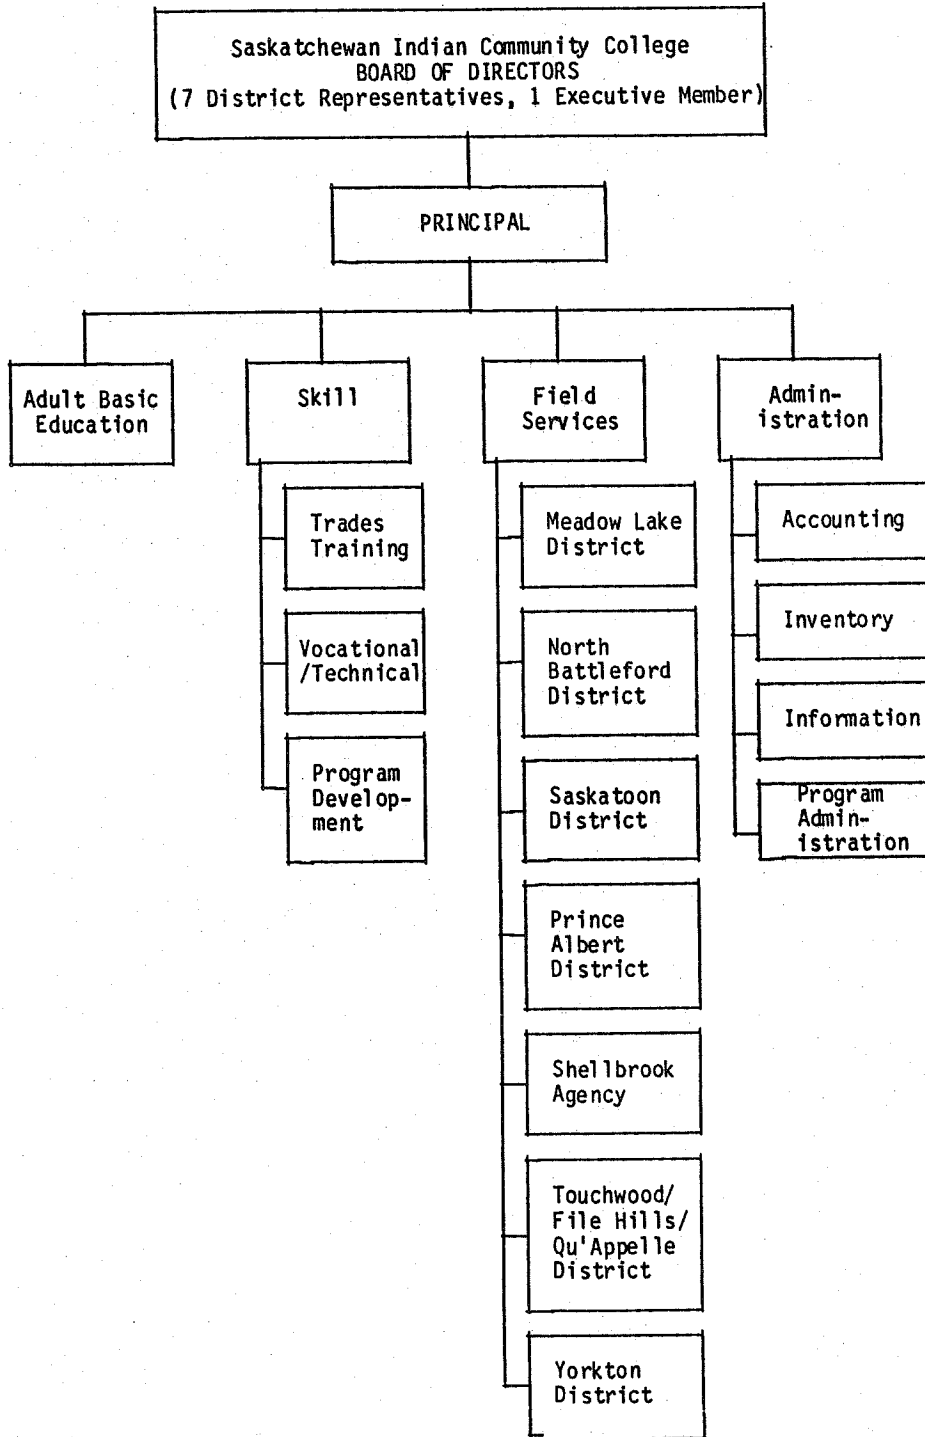 Saskatchewan Indian Community College
BOARD OF DIRECTORS
(7 District Representatives, 1 Executive Member)
PRINCIPAL
Adult Basic
Education
Skill
Trades
Training
Vocational
/Technical
Program
Develop-
ment
Field
Services
Meadow Lake
District
North
Battleford
District
Saskatoon
District
Prince
Albert
District
Shellbrook
Agency
Touchwood/
File Hills/
Qu'Appelle
District
Yorkton
District
Admin-
istration
Accounting
Inventory
Information
Program
Admin-
istration